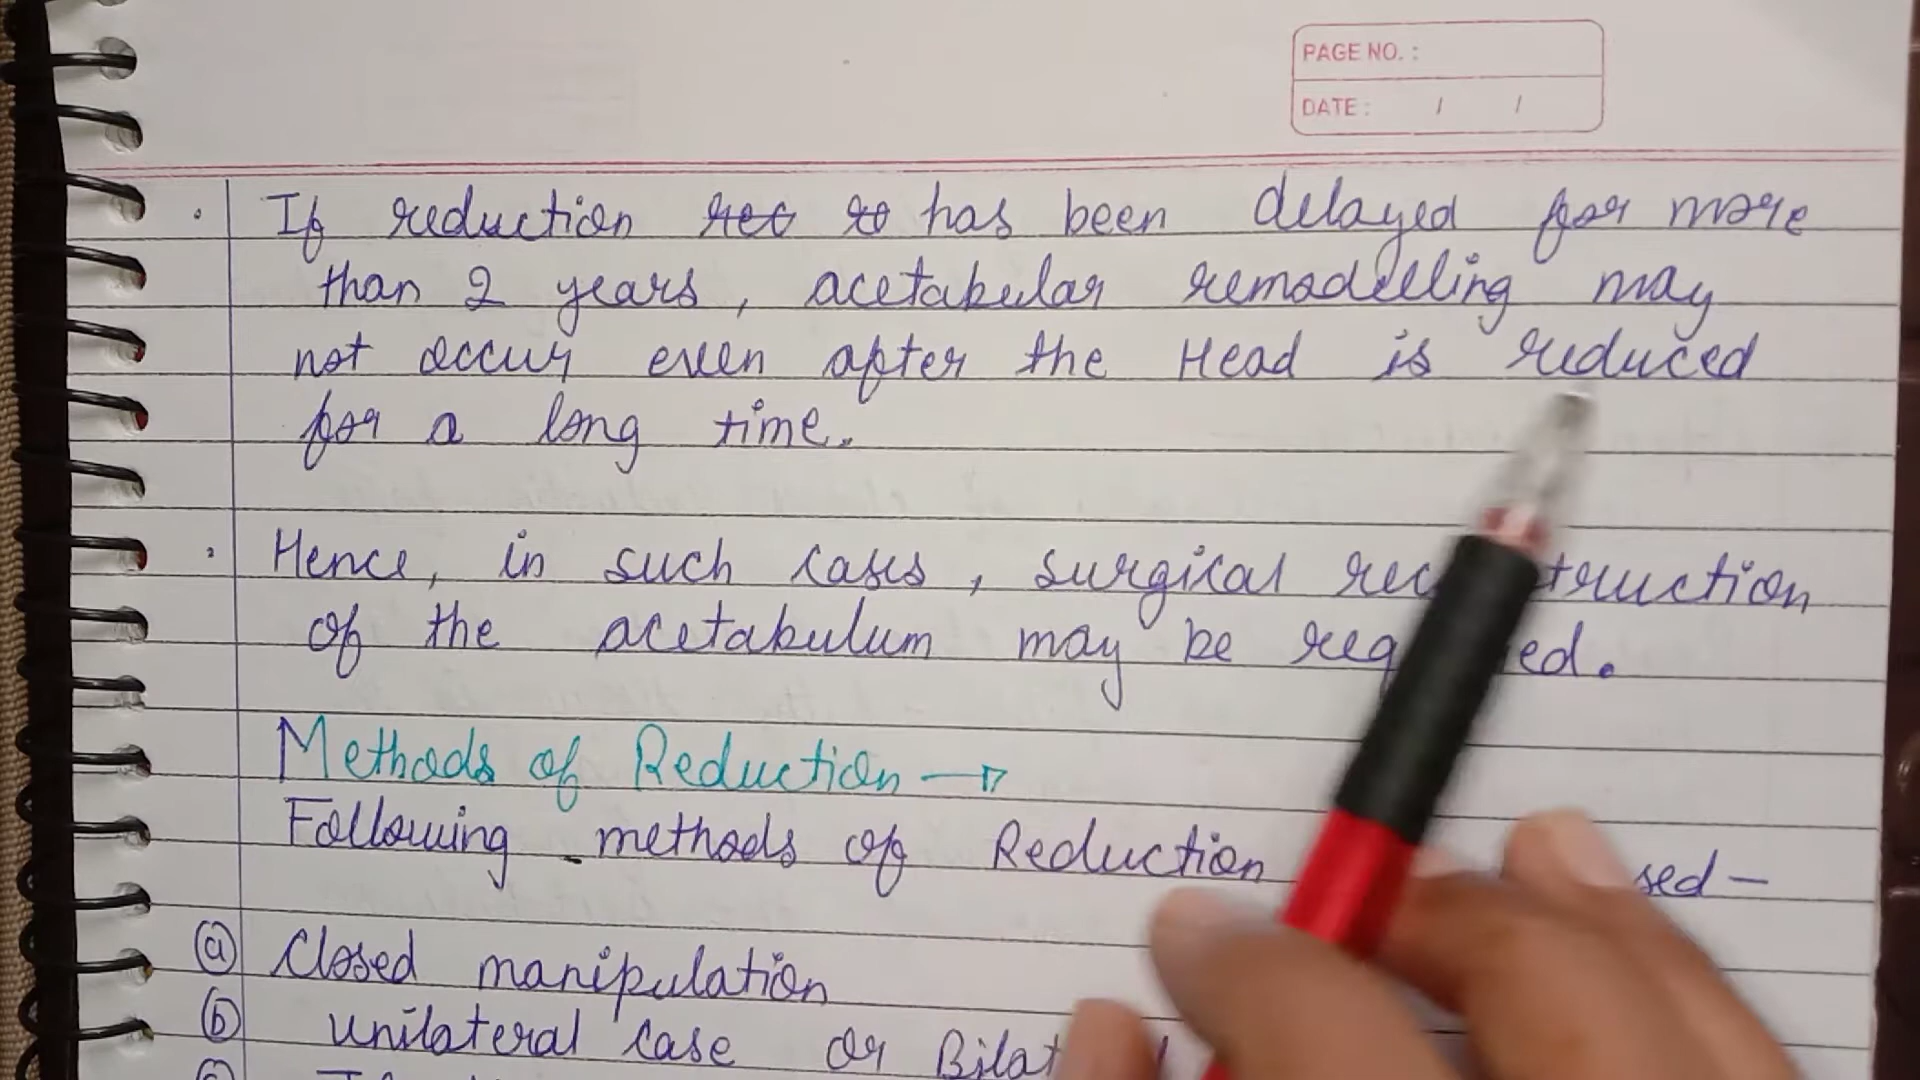 PAGE NO. :
DATE : / /
If reduction has been delayed for more
than 2 years, acetabular remodelling may
not occur even after the Head is reduced
for a long time.
Hence, in such cases, surgical
of the acetabulum may be
Methods of Reduction →
Following methods of Reduction
(a) Closed manipulation
(b) unilateral case or